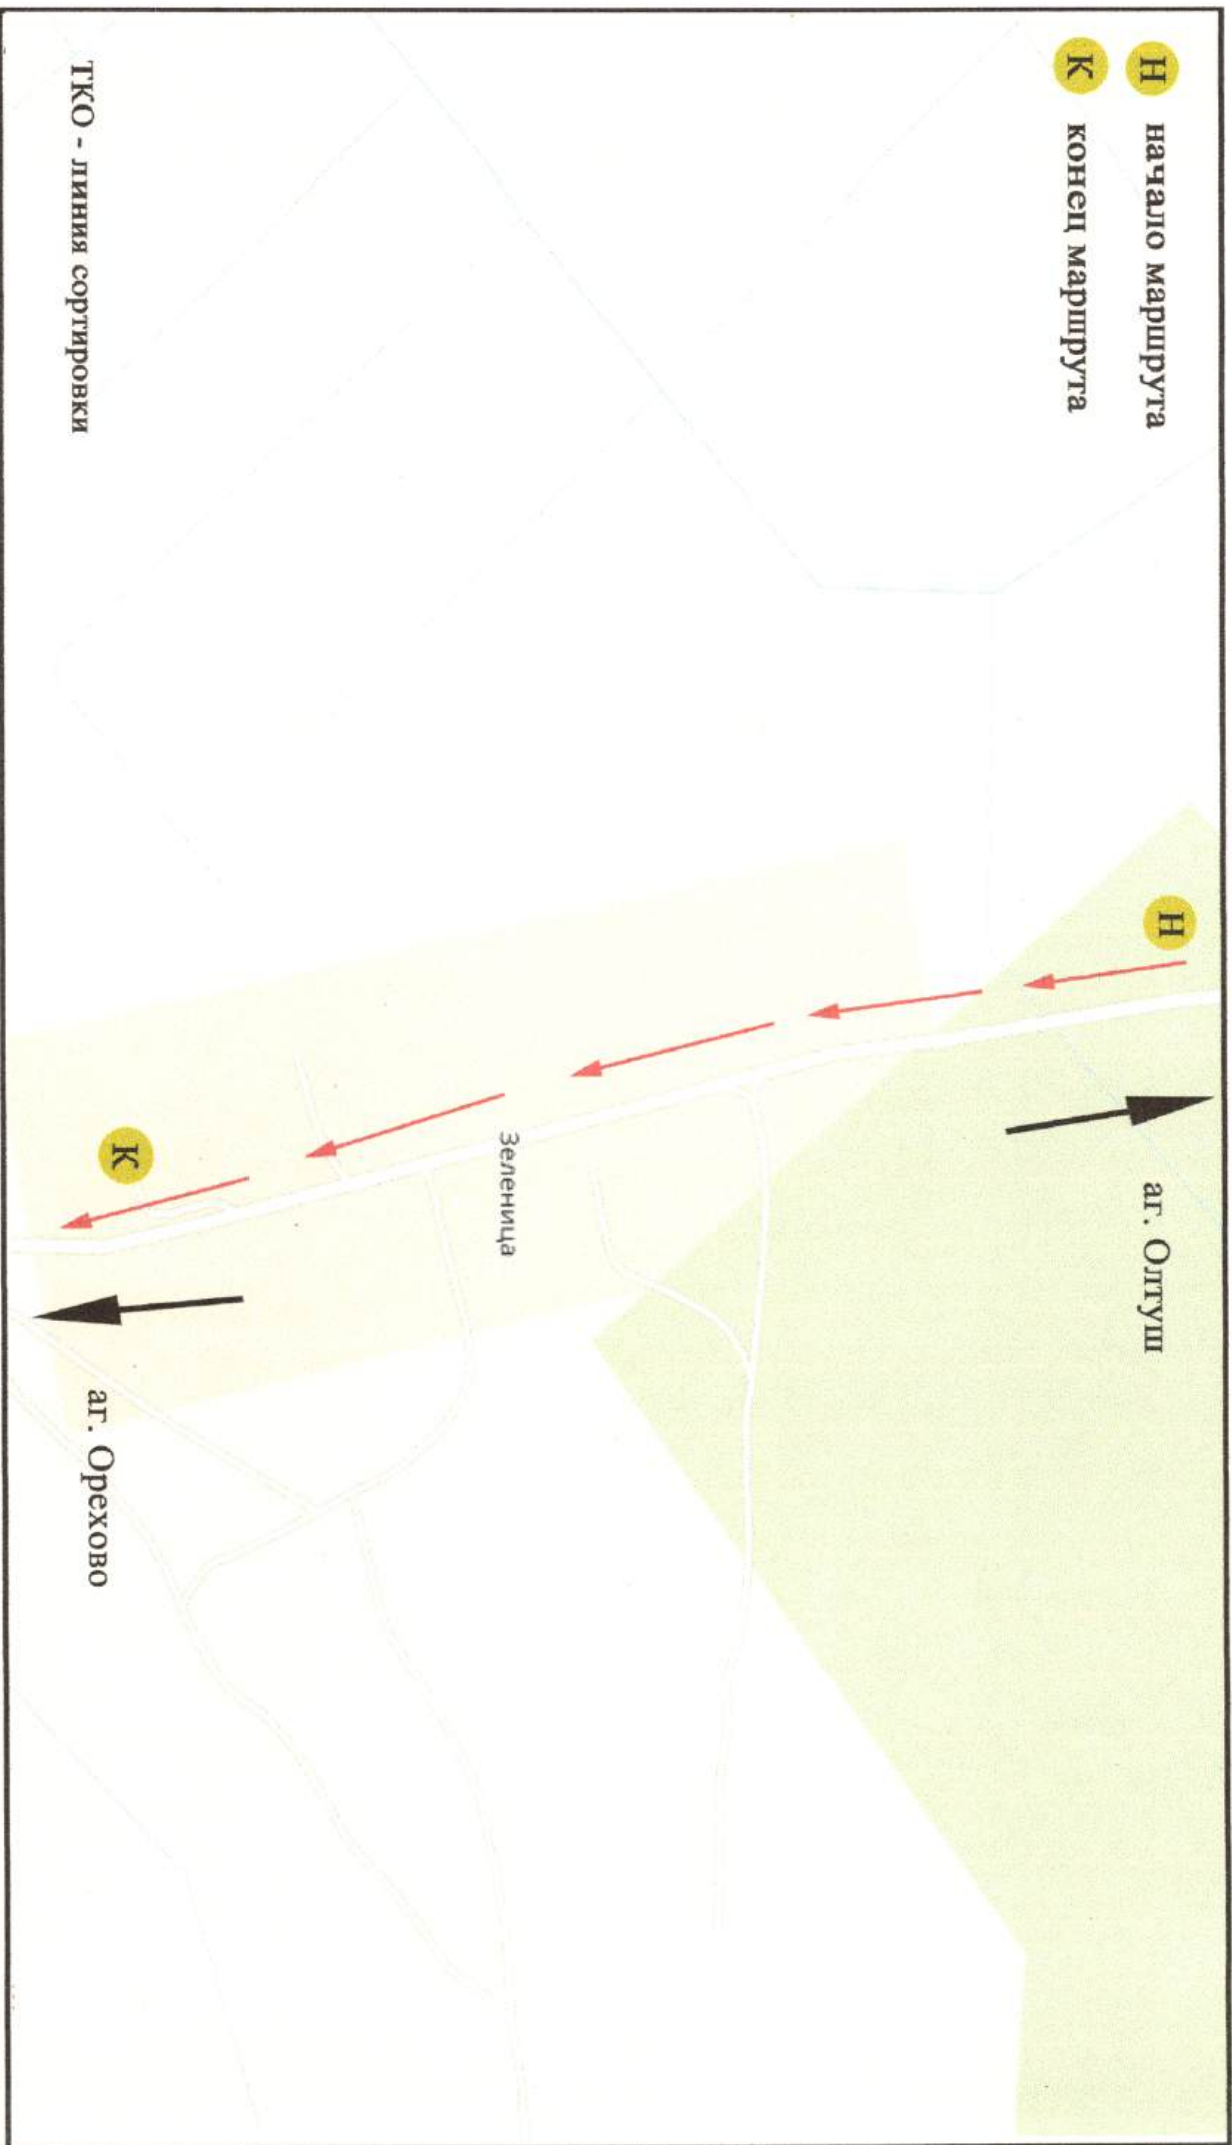 Н начало маршрута
К конец маршрута
Н
аг. Олтуш
Зеленица
К
аг. Орехово
ТКО - линия сортировки